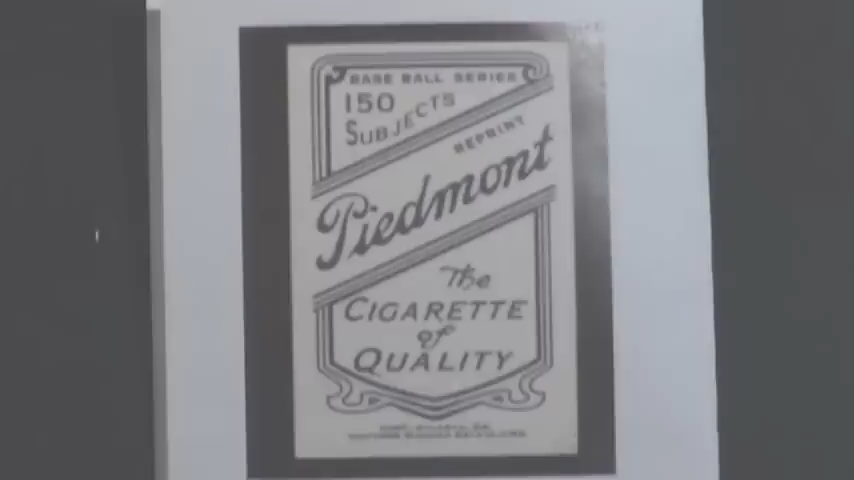 BASE BALL SERIES
150
SUBJECTS
REPRINT
Piedmont
The
CIGARETTE
of
QUALITY